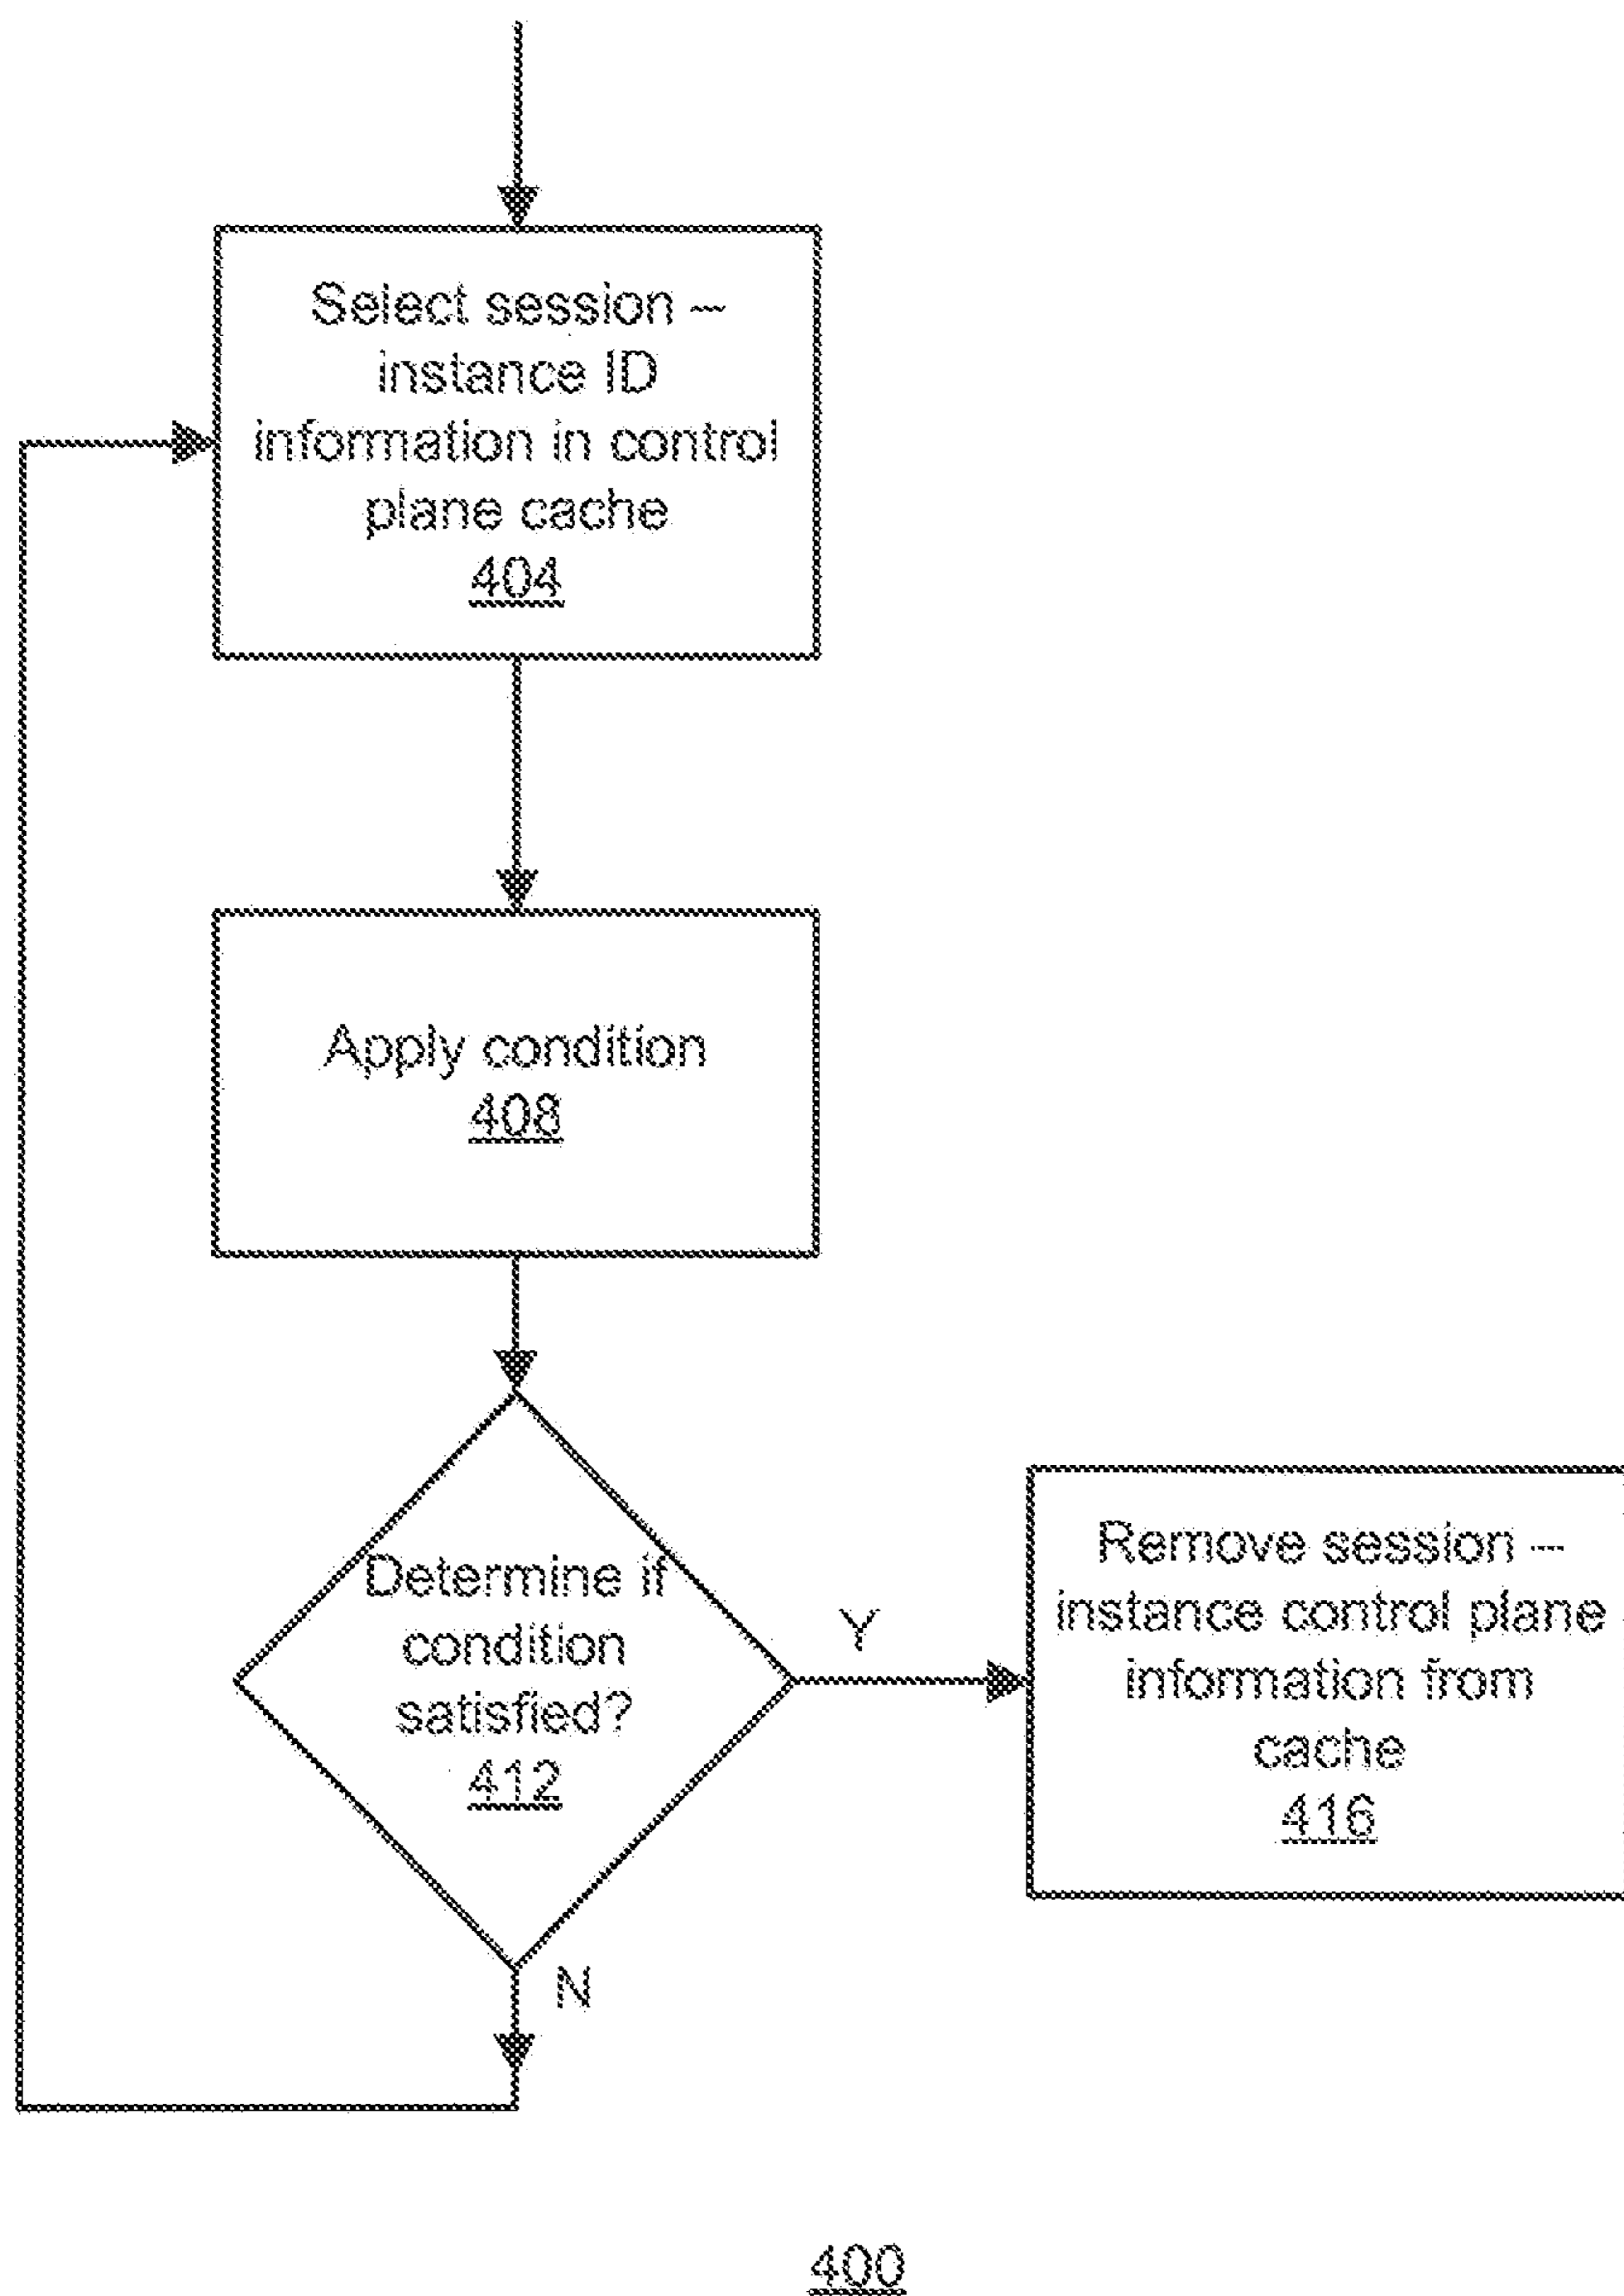 Select session –
instance ID
information in control
plane cache
404
Apply condition
408
Determine if
condition
satisfied?
412
Y
Remove session –
instance control plane
information from
cache
416
N
400